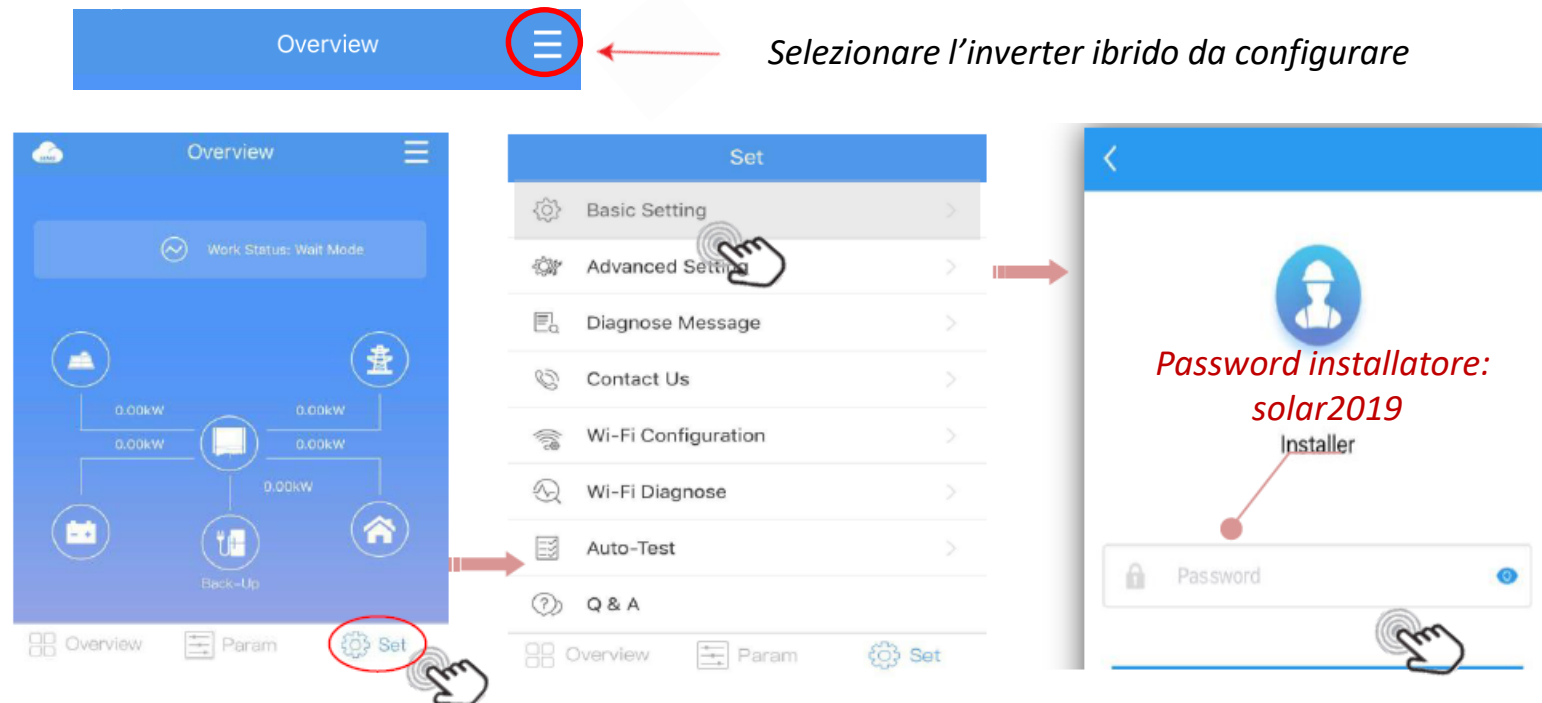 Overview
Selezionare l'inverter ibrido da configurare
Overview
Work Status: Wait Mode
0.00kW
0.00kW
0.00kW
0.00kW
0.00kW
Back-Up
Overview
Param
Set
Set
Basic Setting
Advanced Setting
Diagnose Message
Contact Us
Wi-Fi Configuration
Wi-Fi Diagnose
Auto-Test
Q & A
Overview
Param
Set
Password installatore:
solar2019
Installer
Password